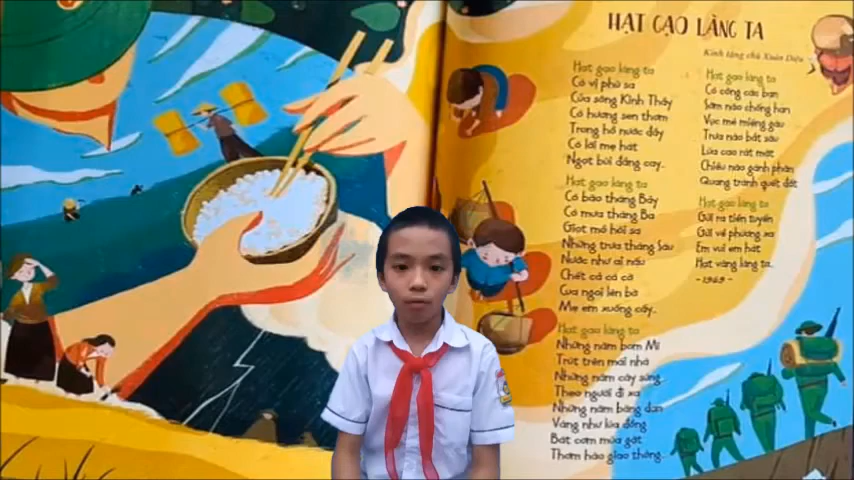 HẠT GẠO LÀNG TA
Kính tặng chú Xuân Diệu
Hạt gạo làng ta
Có vị phù sa
Của sông Kinh Thầy
Có hương sen thơm
Trong hồ nước đầy
Có lời mẹ hát
Ngọt bùi đắng cay...
Hạt gạo làng ta
Có bão tháng Bảy
Có mưa tháng Ba
Giọt mồ hôi sa
Những trưa tháng Sáu
Nước như ai nấu
Chết cả cá cờ
Cua ngoi lên bờ
Mẹ em xuống cấy...
Hạt gạo làng ta
Những năm bom Mĩ
Trút trên mái nhà
Những năm cây súng
Theo người đi xa
Những năm băng đạn
Vàng như lúa đồng
Bát cơm mùa gặt
Thơm hào giao thông...
Hạt gạo làng ta
Có công các bạn
Sớm nào chống hạn
Vục mẻ miệng gàu
Trưa nào bắt sâu
Lúa cao rát mặt
Chiều nào gánh phân
Quang trành quết đất
Hạt gạo làng ta
Gửi ra tiền tuyến
Gửi về phương xa
Em vui em hát
Hạt vàng làng ta...
- 1969 -